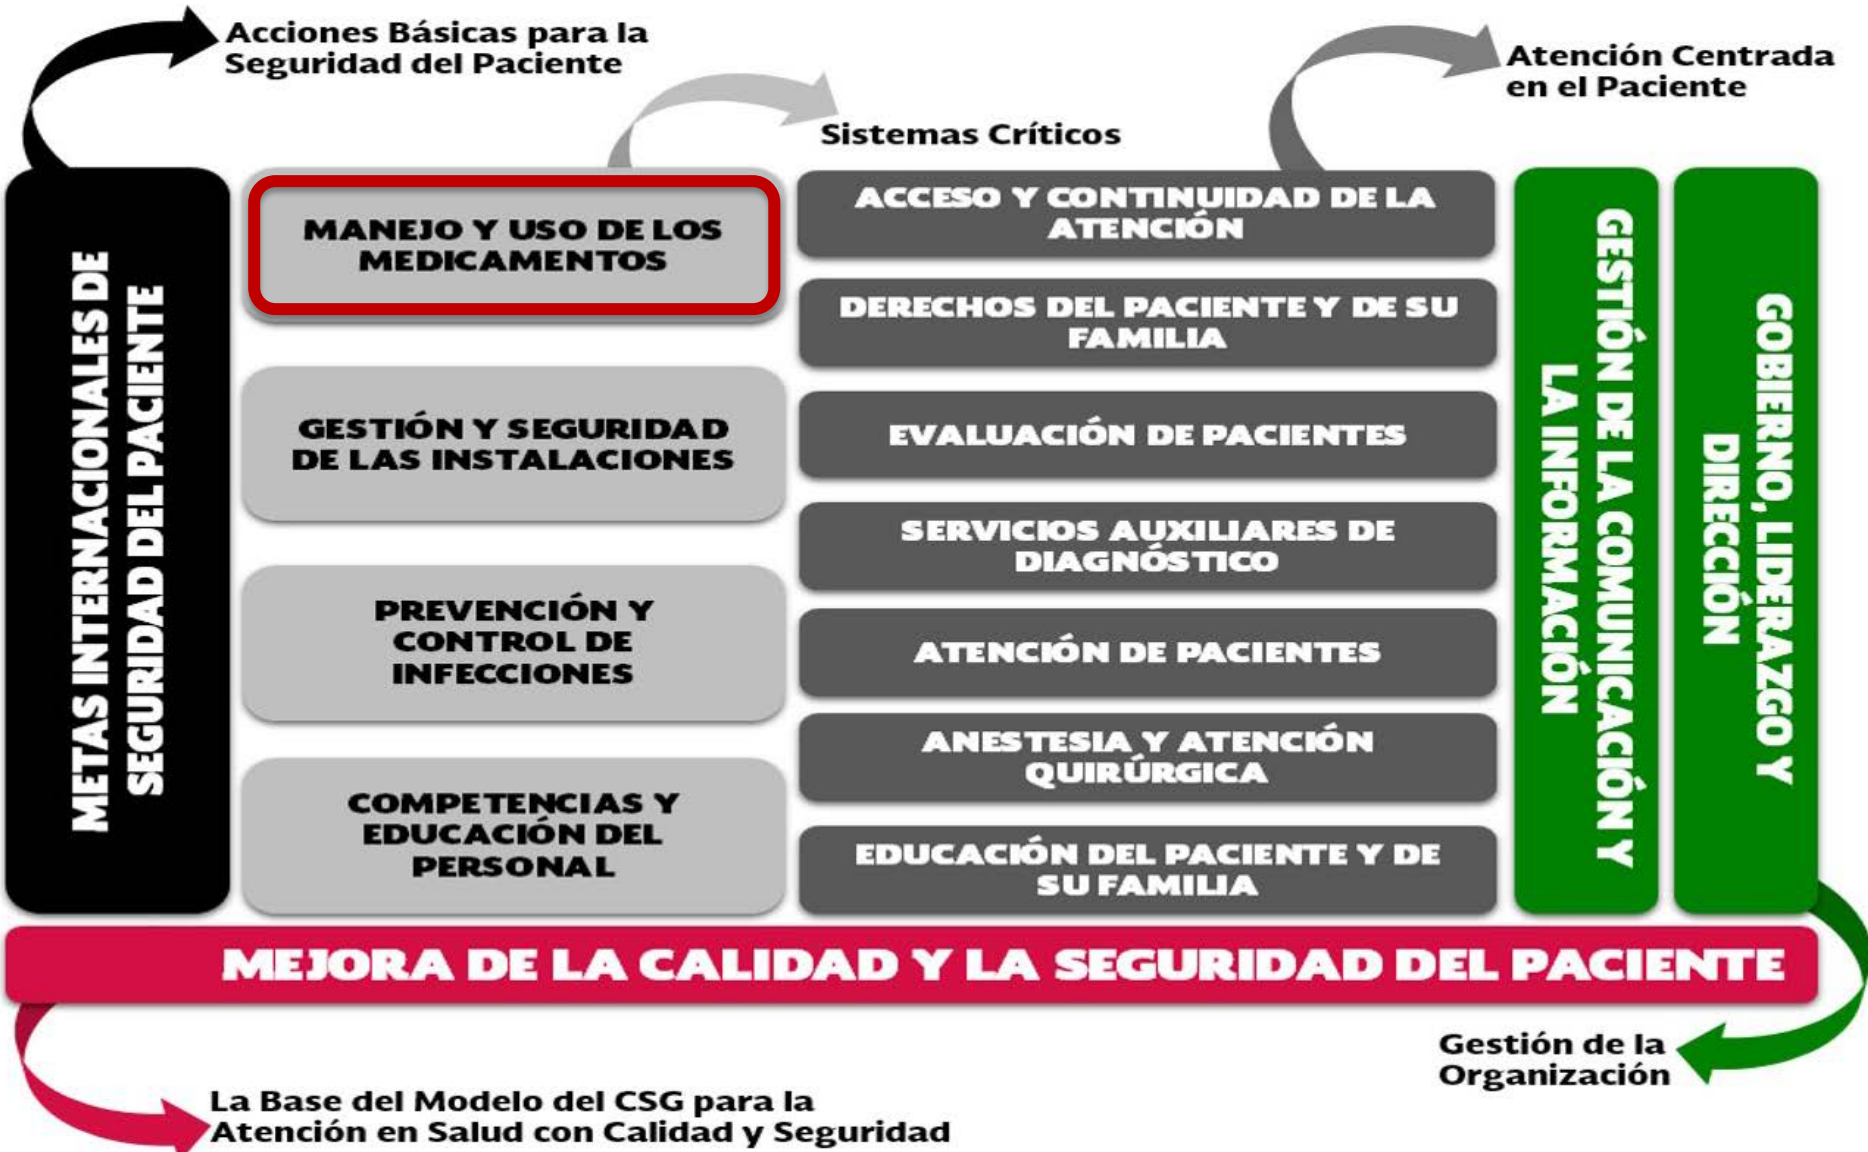 Acciones Básicas para la
Seguridad del Paciente
Sistemas Críticos
Atención Centrada
en el Paciente
METAS INTERNACIONALES DE
SEGURIDAD DEL PACIENTE
MANEJO Y USO DE LOS
MEDICAMENTOS
GESTIÓN Y SEGURIDAD
DE LAS INSTALACIONES
PREVENCIÓN Y
CONTROL DE
INFECCIONES
COMPETENCIAS Y
EDUCACIÓN DEL
PERSONAL
ACCESO Y CONTINUIDAD DE LA
ATENCIÓN
DERECHOS DEL PACIENTE Y DE SU
FAMILIA
EVALUACIÓN DE PACIENTES
SERVICIOS AUXILIARES DE
DIAGNÓSTICO
ATENCIÓN DE PACIENTES
ANESTESIA Y ATENCIÓN
QUIRÚRGICA
EDUCACIÓN DEL PACIENTE Y DE
SU FAMILIA
GESTIÓN DE LA COMUNICACIÓN Y
LA INFORMACIÓN
GOBIERNO, LIDERAZGO Y
DIRECCIÓN
MEJORA DE LA CALIDAD Y LA SEGURIDAD DEL PACIENTE
Gestión de la
Organización
La Base del Modelo del CSG para la
Atención en Salud con Calidad y Seguridad